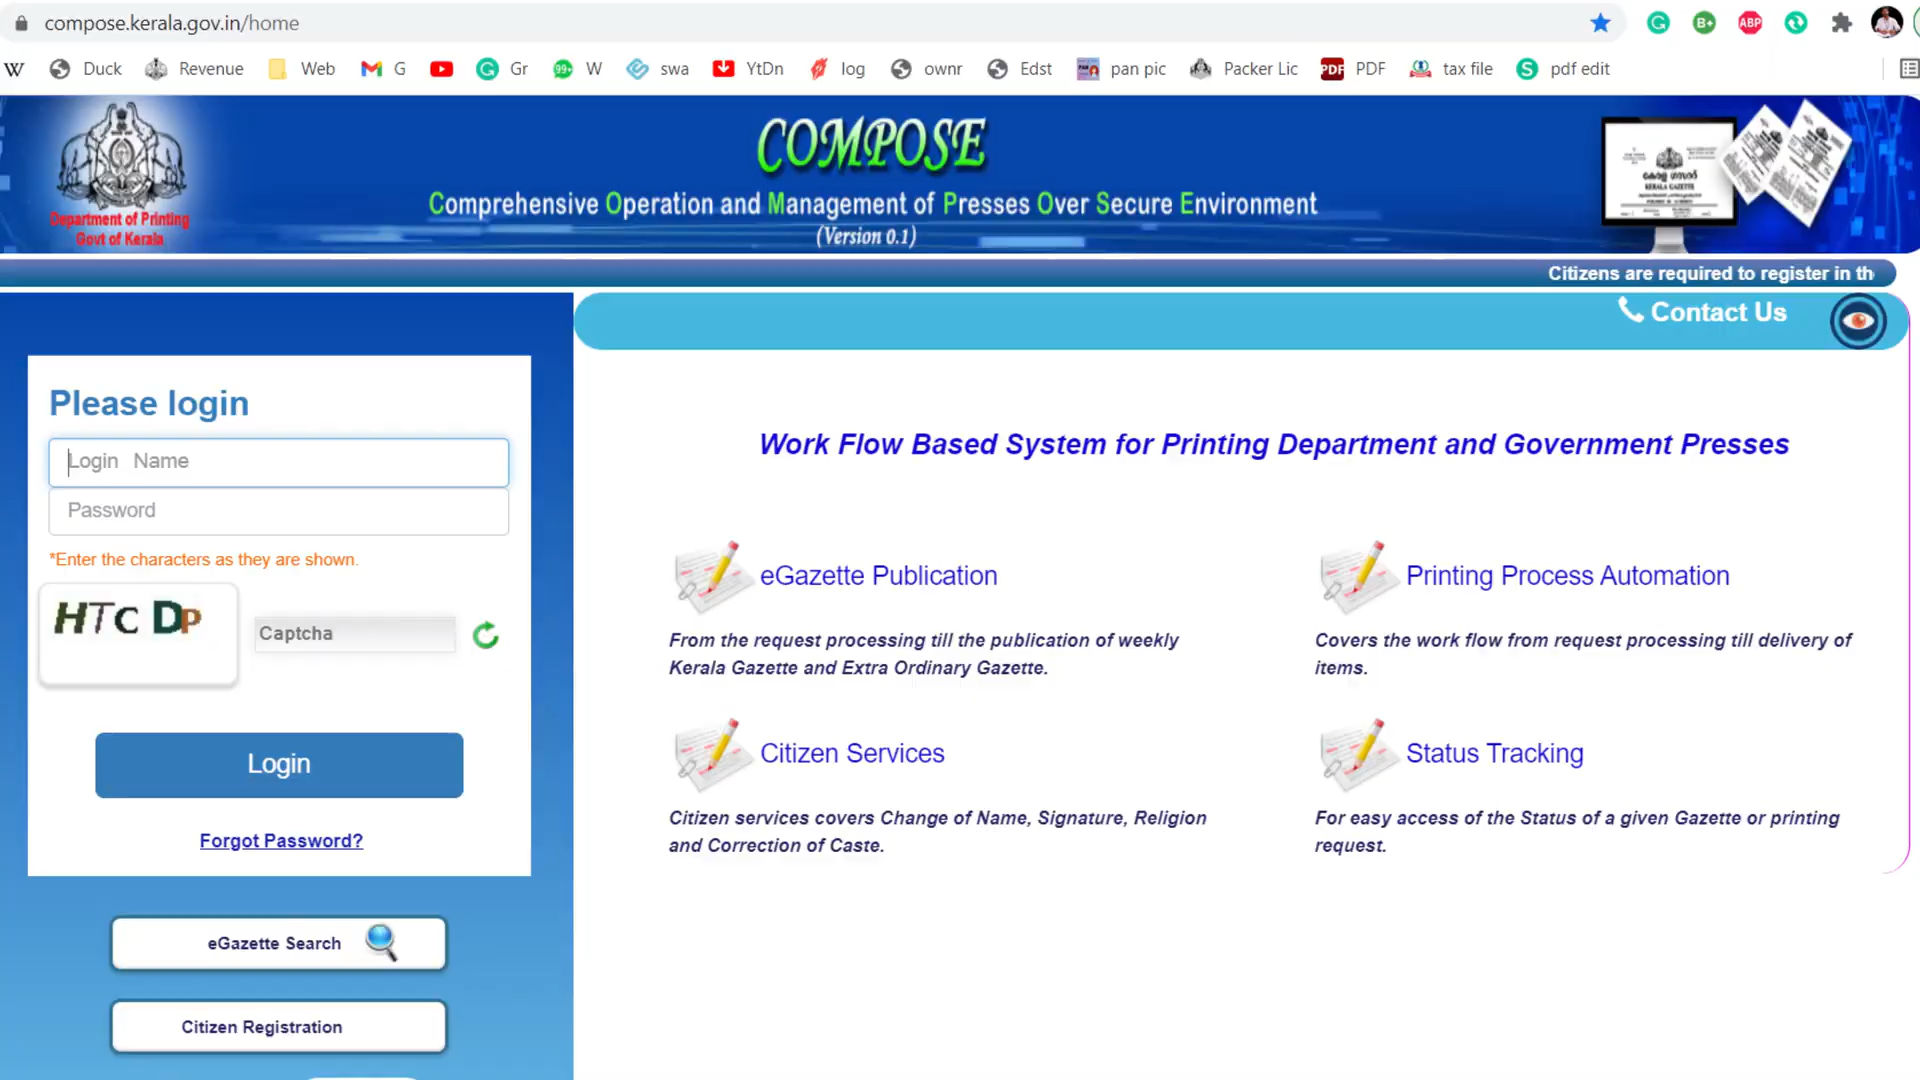 compose.kerala.gov.in/home
G B+ ABP
W Duck Revenue Web G Gr 99+ W swa YtDn log ownr Edst pan pic Packer Lic PDF PDF tax file S pdf edit
COMPOSE
Comprehensive Operation and Management of Presses Over Secure Environment
(Version 0.1)
Department of Printing
Govt of Kerala
കേരള ഗസറ്റ്
KERALA GAZETTE
Citizens are required to register in th
Contact Us
Please login
Login Name
Password
*Enter the characters as they are shown.
HTC Dp
Captcha
Login
Forgot Password?
eGazette Search
Citizen Registration
Work Flow Based System for Printing Department and Government Presses
eGazette Publication
From the request processing till the publication of weekly
Kerala Gazette and Extra Ordinary Gazette.
Printing Process Automation
Covers the work flow from request processing till delivery of
items.
Citizen Services
Citizen services covers Change of Name, Signature, Religion
and Correction of Caste.
Status Tracking
For easy access of the Status of a given Gazette or printing
request.